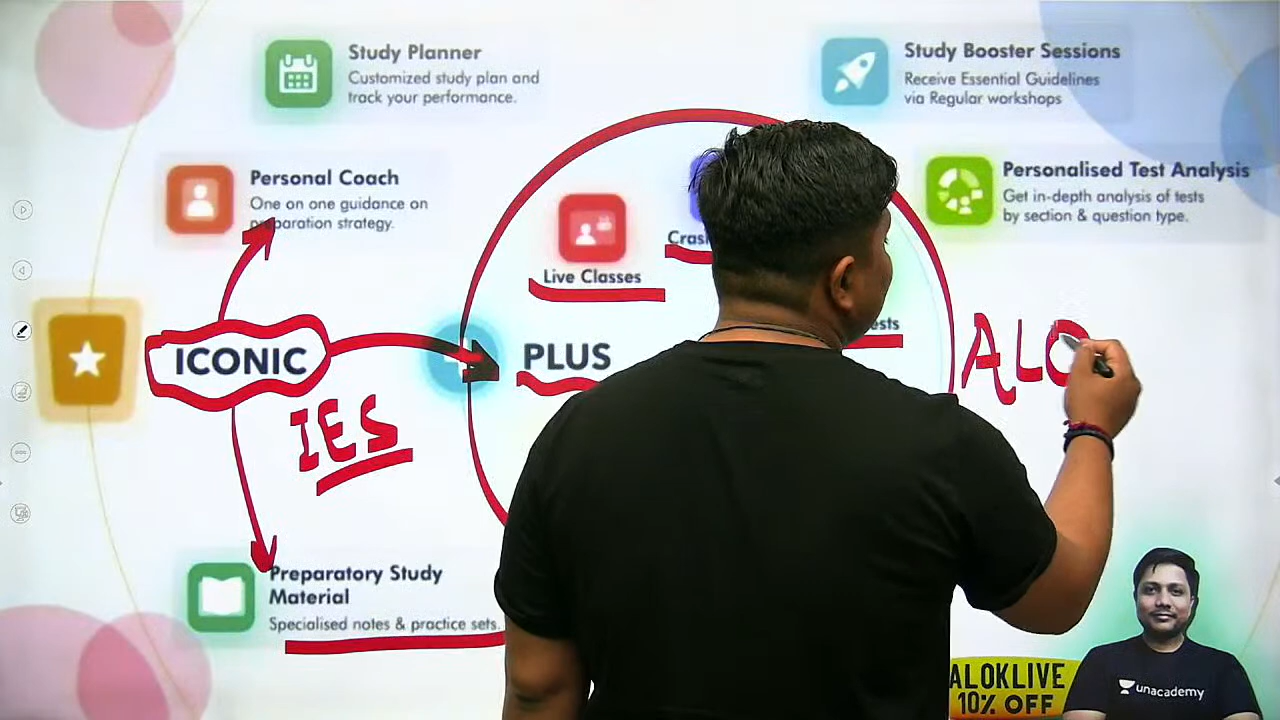 Study Planner
Customized study plan and
track your performance.
Study Booster Sessions
Receive Essential Guidelines
via Regular workshops
Personal Coach
One on one guidance on
preparation strategy.
Personalised Test Analysis
Get in-depth analysis of tests
by section & question type.
Live Classes
ICONIC
PLUS
IES
ALO
Preparatory Study
Material
Specialised notes & practice sets.
ALOKLIVE
10% OFF
unacademy